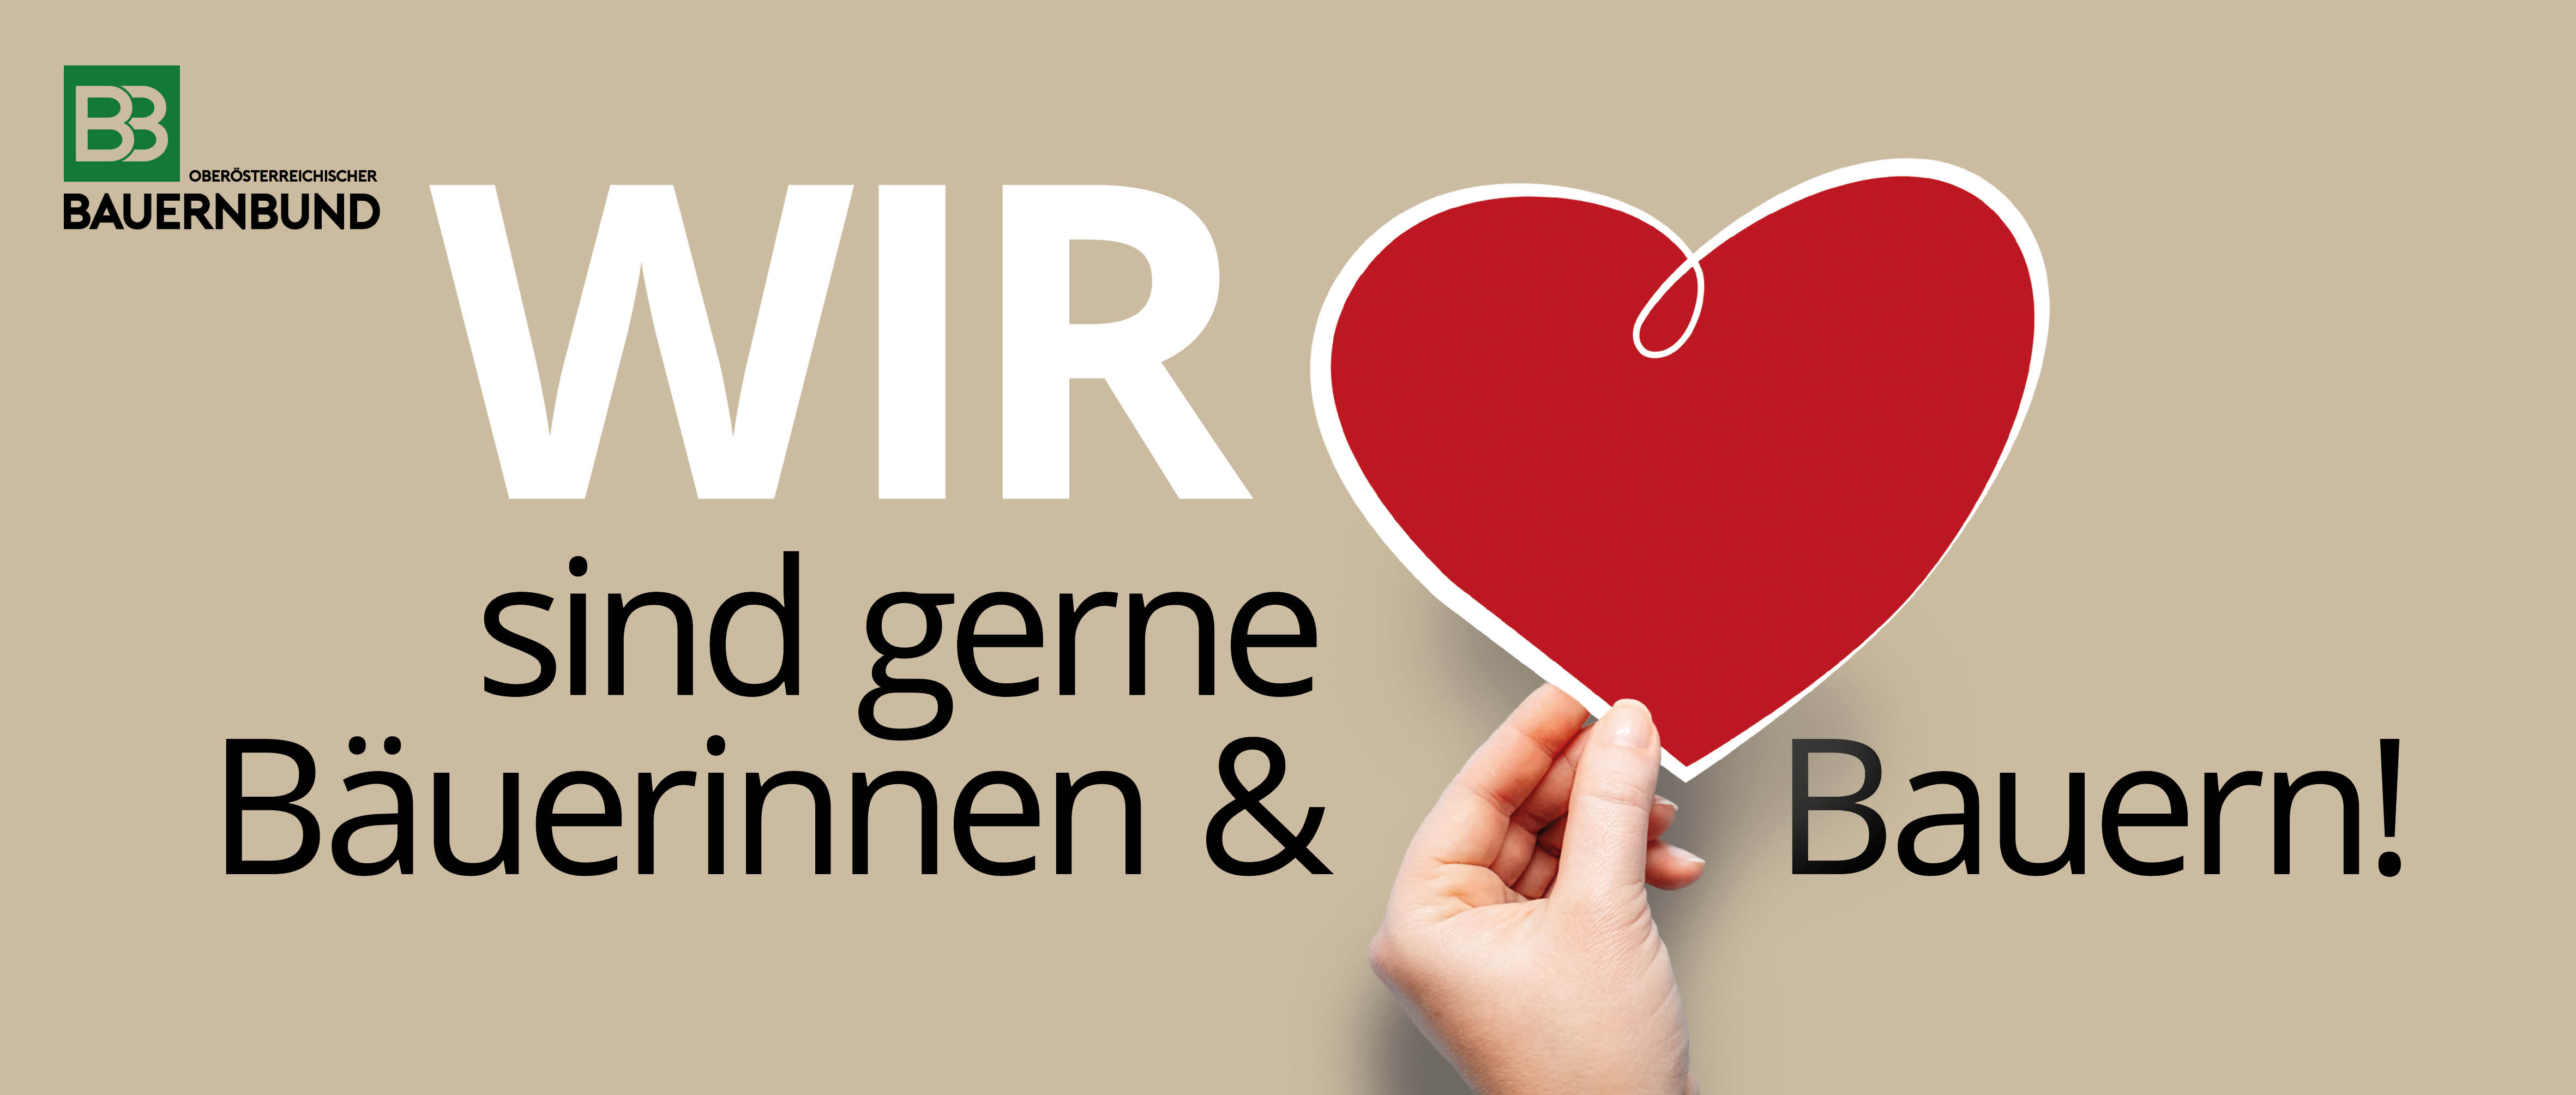 BB
OBERÖSTERREICHISCHER
BAUERNBUND
WIR
sind gerne
Bäuerinnen & Bauern!